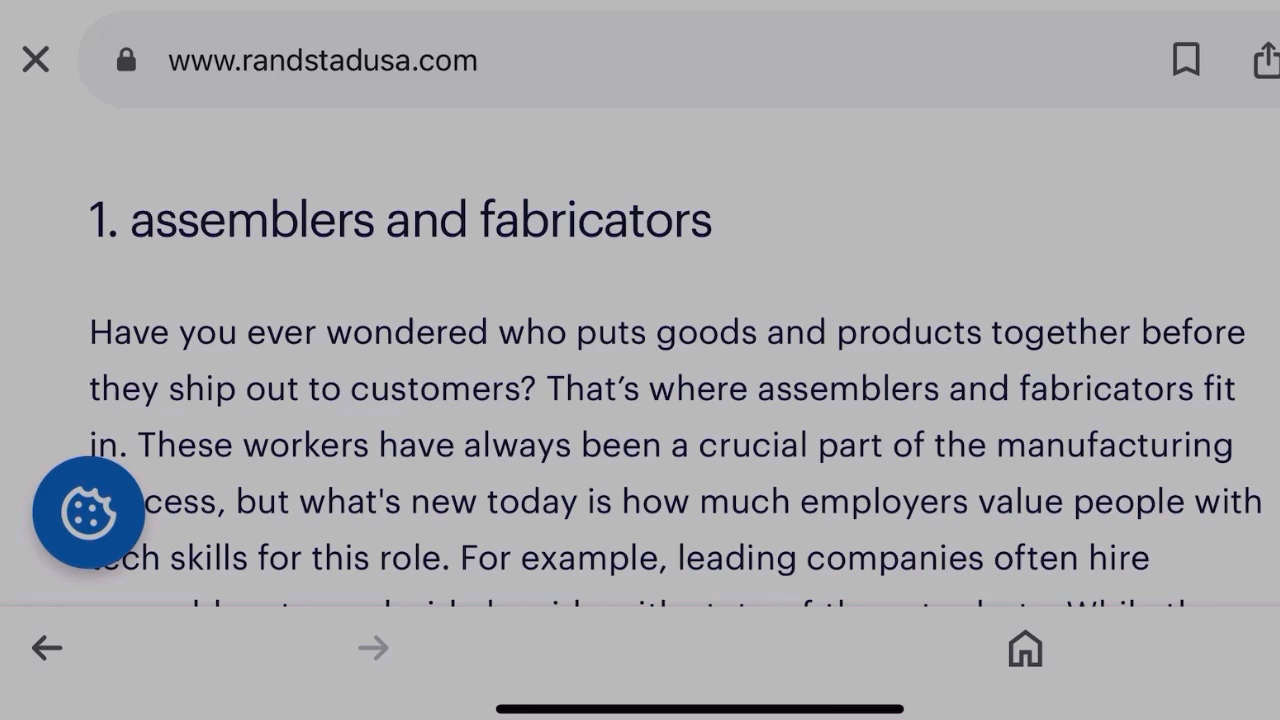 www.randstadusa.com
1. assemblers and fabricators
Have you ever wondered who puts goods and products together before
they ship out to customers? That’s where assemblers and fabricators fit
in. These workers have always been a crucial part of the manufacturing
cess, but what's new today is how much employers value people with
ch skills for this role. For example, leading companies often hire